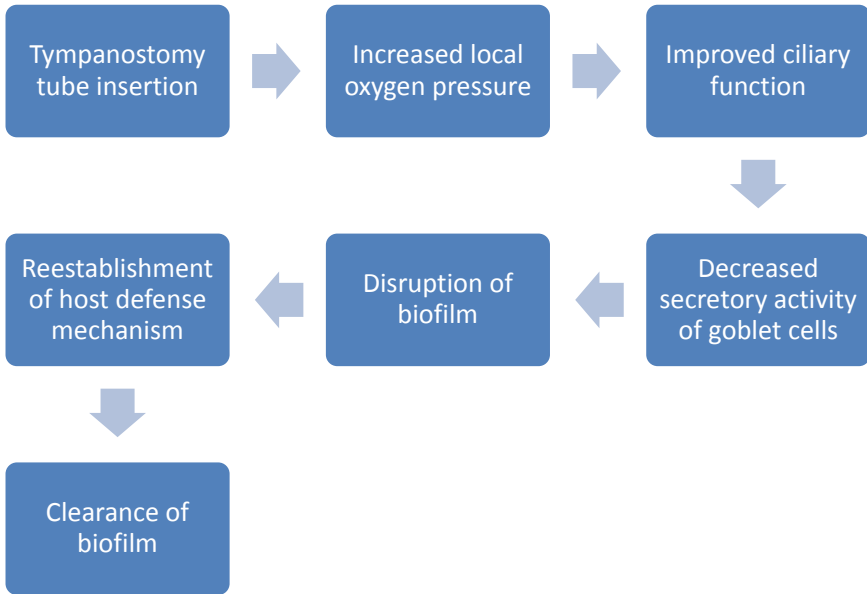 Tympanostomy
tube insertion
Increased local
oxygen pressure
Improved ciliary
function
Decreased
secretory activity
of goblet cells
Disruption of
biofilm
Reestablishment
of host defense
mechanism
Clearance of
biofilm